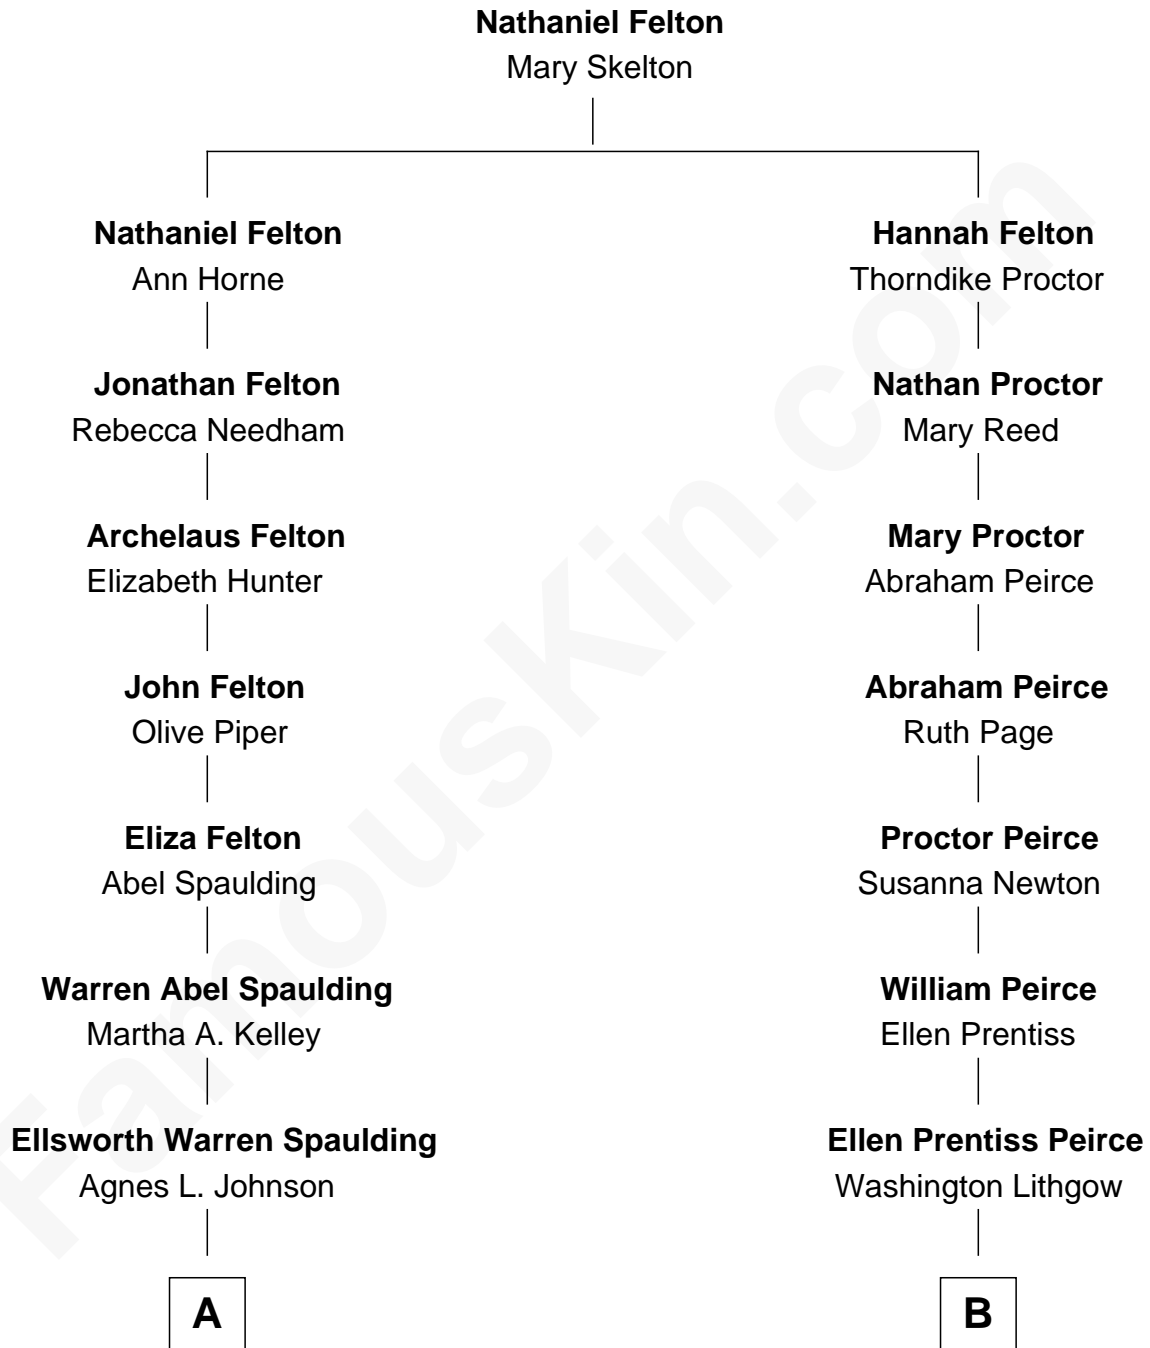 Nathaniel Felton
Mary Skelton
Nathaniel Felton
Ann Horne
Hannah Felton
Thorndike Proctor
Jonathan Felton
Rebecca Needham
Nathan Proctor
Mary Reed
Archelaus Felton
Elizabeth Hunter
Mary Proctor
Abraham Peirce
John Felton
Olive Piper
Abraham Peirce
Ruth Page
Eliza Felton
Abel Spaulding
Proctor Peirce
Susanna Newton
Warren Abel Spaulding
Martha A. Kelley
William Peirce
Ellen Prentiss
Ellsworth Warren Spaulding
Agnes L. Johnson
Ellen Prentiss Peirce
Washington Lithgow
A
B
FamousKin.com